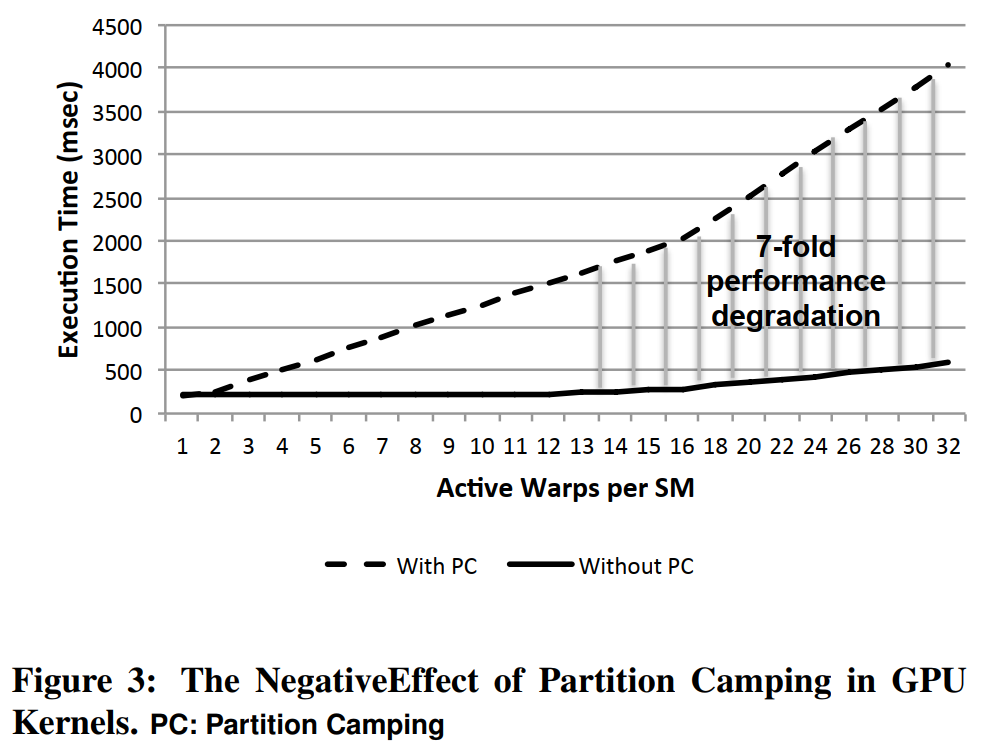 4500
4000
3500
3000
2500
2000
1500
1000
500
0
Execution Time (msec)
7-fold
performance
degradation
1 2 3 4 5 6 7 8 9 10 11 12 13 14 15 16 18 20 22 24 26 28 30 32
Active Warps per SM
With PC Without PC
Figure 3: The NegativeEffect of Partition Camping in GPU
Kernels. PC: Partition Camping